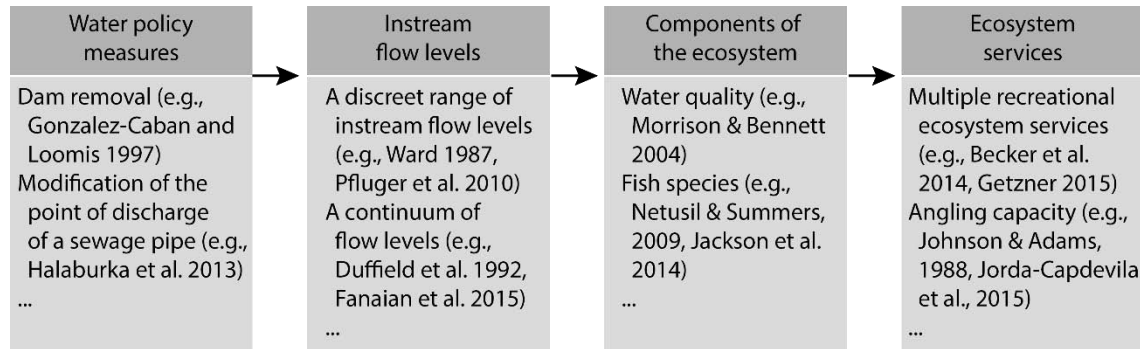 Water policy
measures
Dam removal (e.g.,
Gonzalez-Caban and
Loomis 1997)
Modification of the
point of discharge
of a sewage pipe (e.g.,
Halaburka et al. 2013)
...
Instream
flow levels
A discreet range of
instream flow levels
(e.g., Ward 1987,
Pfluger et al. 2010)
A continuum of
flow levels (e.g.,
Duffield et al. 1992,
Fanaian et al. 2015)
...
Components of
the ecosystem
Water quality (e.g.,
Morrison & Bennett
2004)
Fish species (e.g.,
Netusil & Summers,
2009, Jackson et al.
2014)
...
Ecosystem
services
Multiple recreational
ecosystem services
(e.g., Becker et al.
2014, Getzner 2015)
Angling capacity (e.g.,
Johnson & Adams,
1988, Jorda-Capdevila
et al., 2015)
...